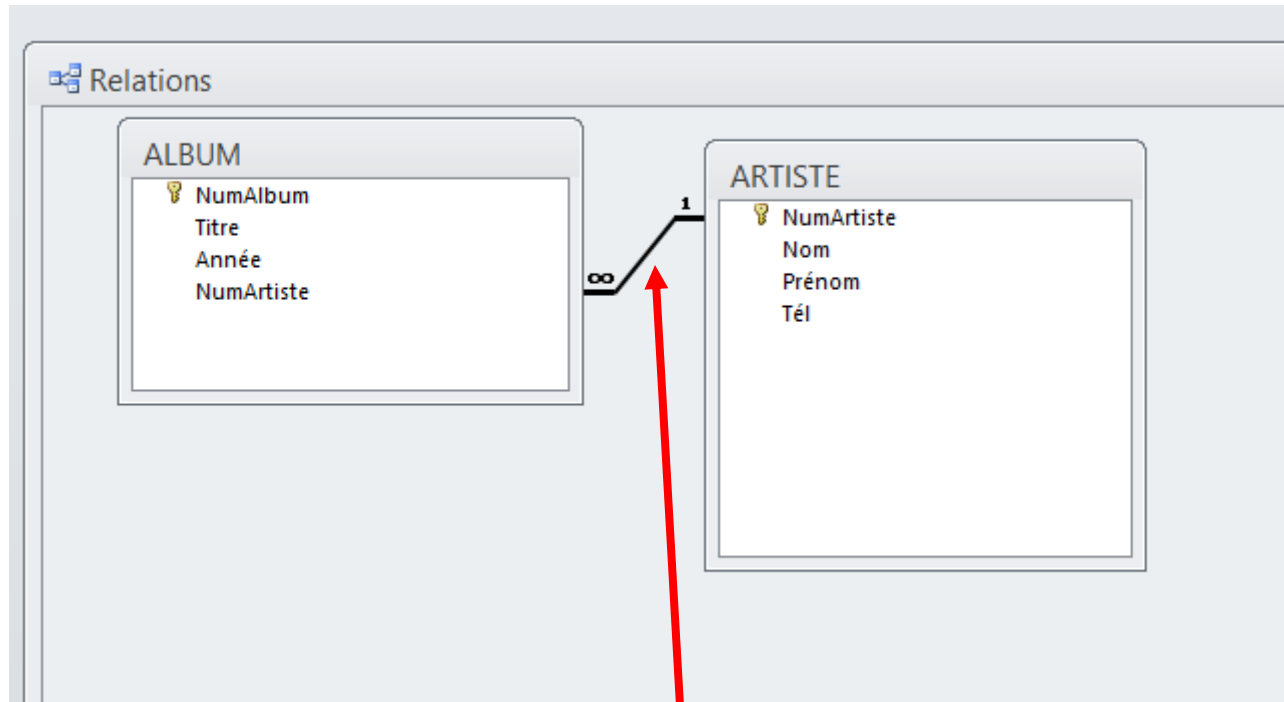 Relations
ALBUM
NumAlbum
Titre
Année
NumArtiste
∞
1
ARTISTE
NumArtiste
Nom
Prénom
Tél